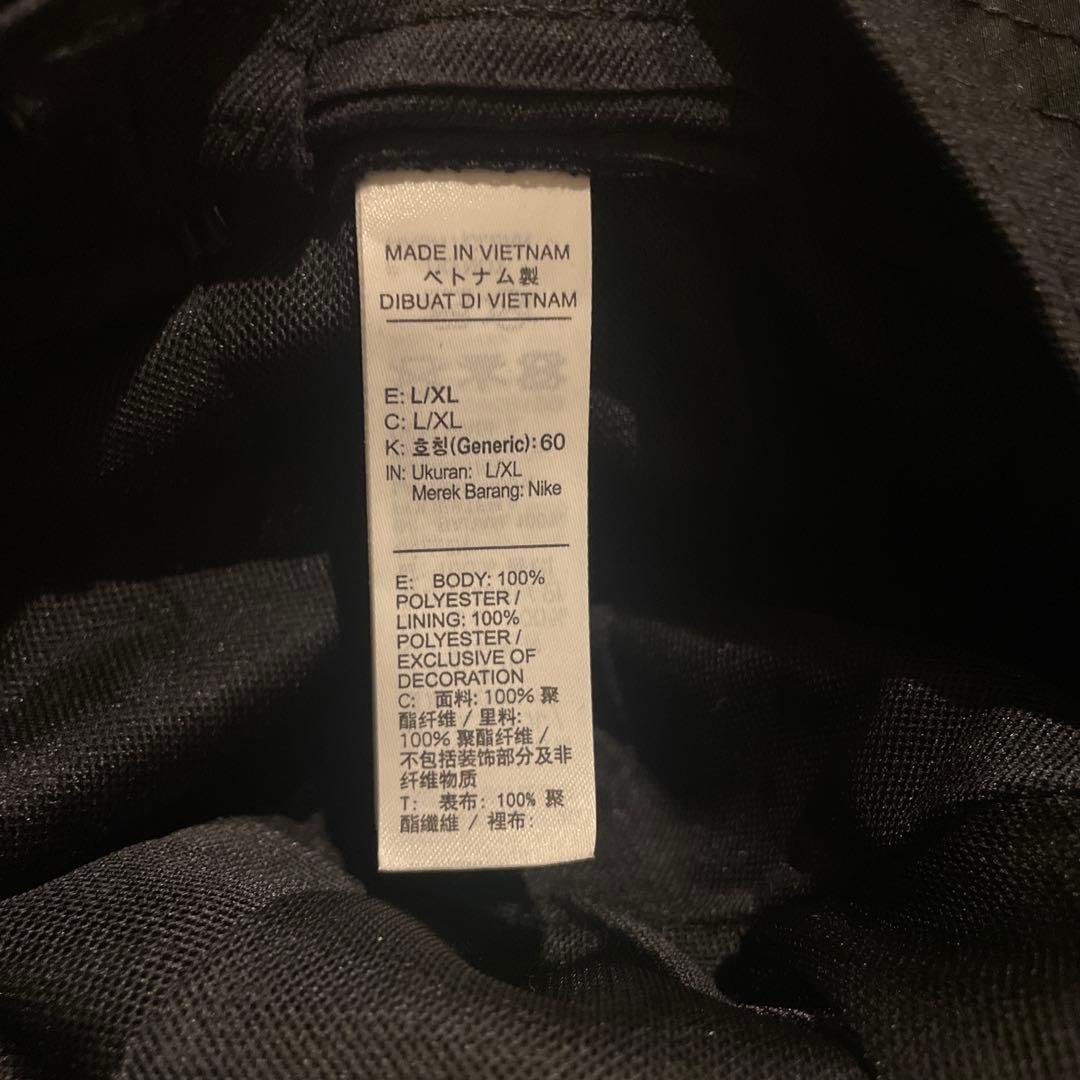 MADE IN VIETNAM
ベトナム製
DIBUAT DI VIETNAM
E: L/XL
C: L/XL
K: 호칭(Generic): 60
IN: Ukuran: L/XL
Merek Barang: Nike
E: BODY: 100%
POLYESTER /
LINING: 100%
POLYESTER /
EXCLUSIVE OF
DECORATION
C: 面料: 100% 聚
酯纤维 / 里料:
100% 聚酯纤维 /
不包括装饰部分及非
纤维物质
T: 表布: 100% 聚
酯纖維 / 裡布: